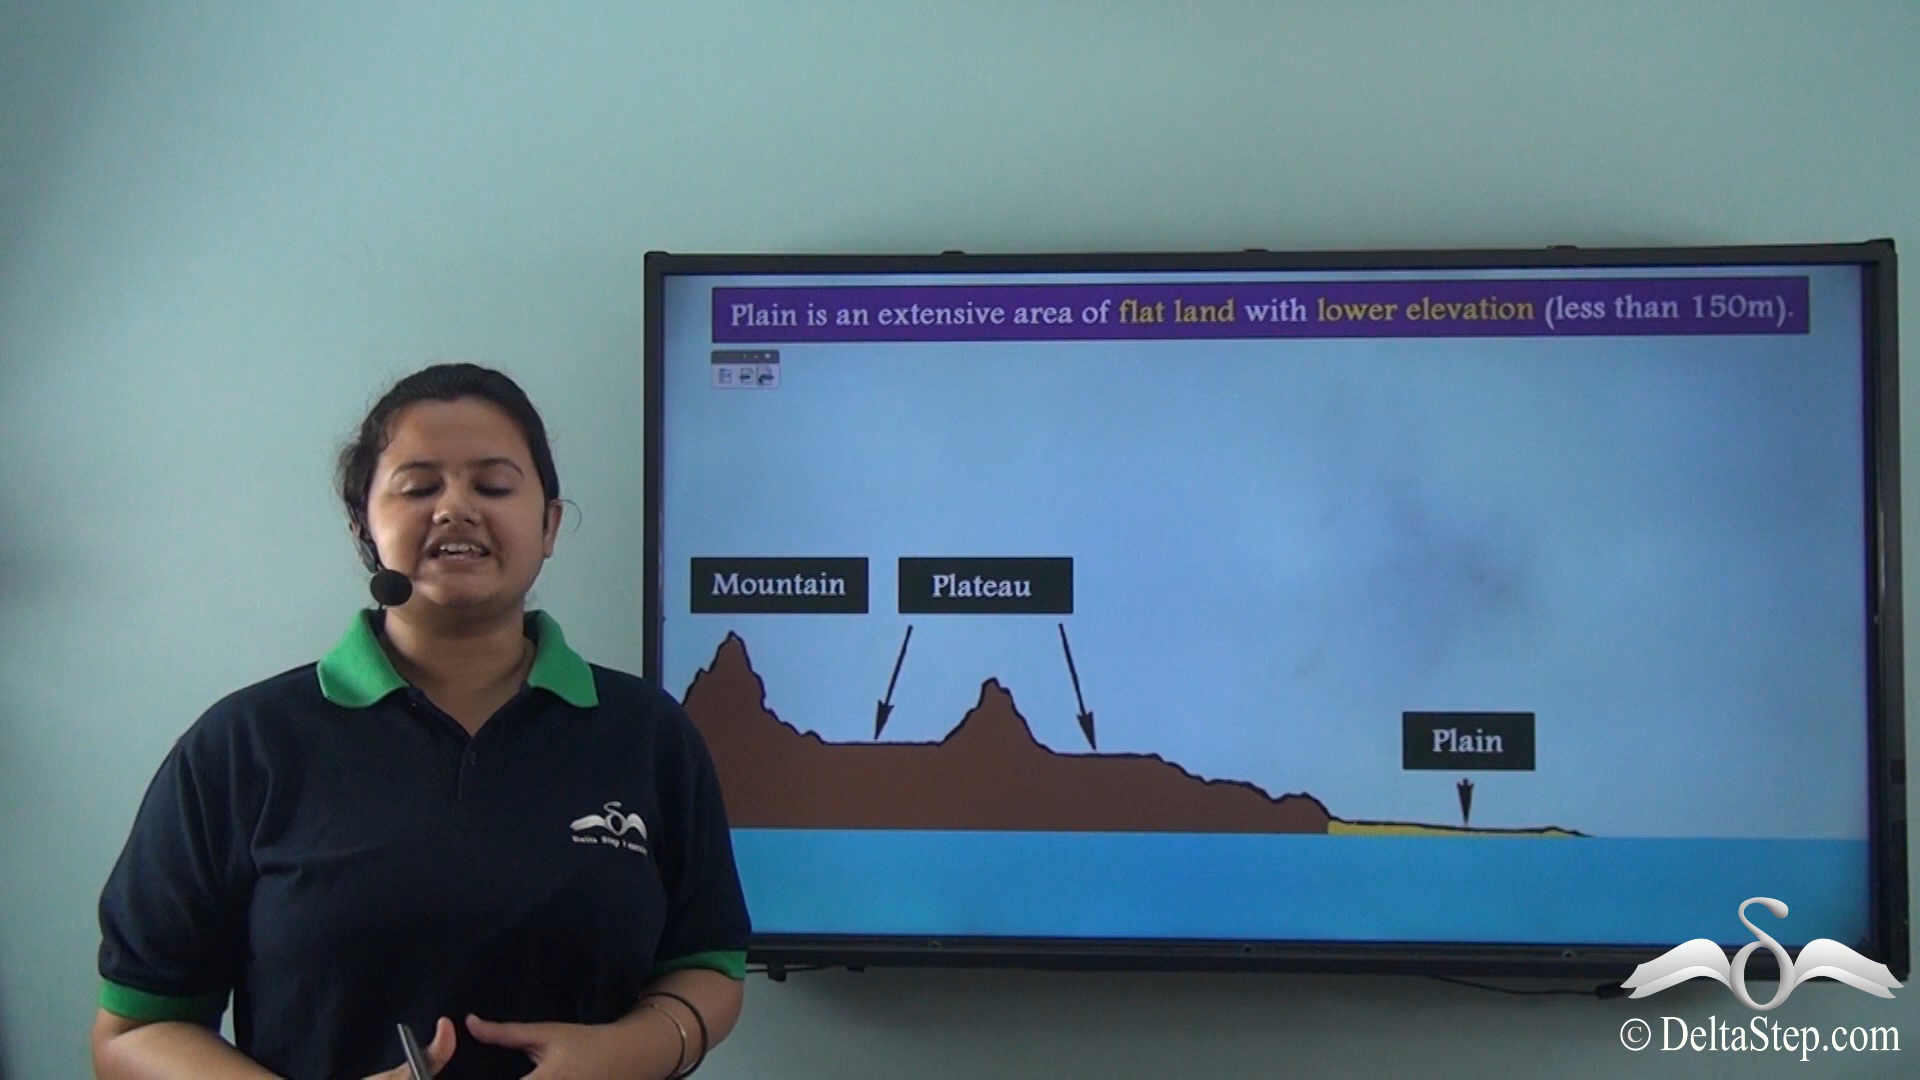 Plain is an extensive area of flat land with lower elevation (less than 150m).
Mountain
Plateau
Plain
© DeltaStep.com